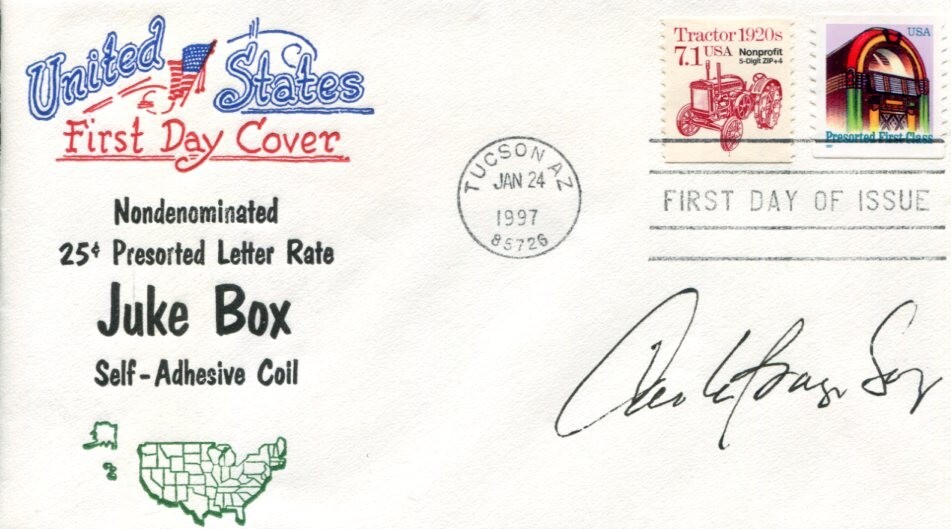 United States
First Day Cover
Nondenominated
25¢ Presorted Letter Rate
Juke Box
Self-Adhesive Coil
TUCSON AZ
JAN 24
1997
85726
Tractor 1920s
7.1 USA Nonprofit
5-Digit ZIP+4
USA
Presorted First-Class
FIRST DAY OF ISSUE